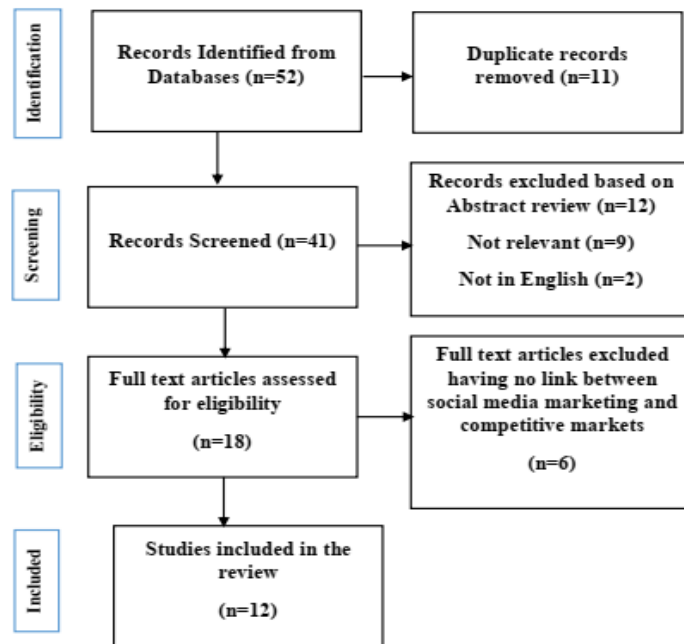 Identification
Records Identified from
Databases (n=52)
Duplicate records
removed (n=11)
Screening
Records Screened (n=41)
Records excluded based on
Abstract review (n=12)
Not relevant (n=9)
Not in English (n=2)
Eligibility
Full text articles assessed
for eligibility
(n=18)
Full text articles excluded
having no link between
social media marketing and
competitive markets
(n=6)
Included
Studies included in the
review
(n=12)